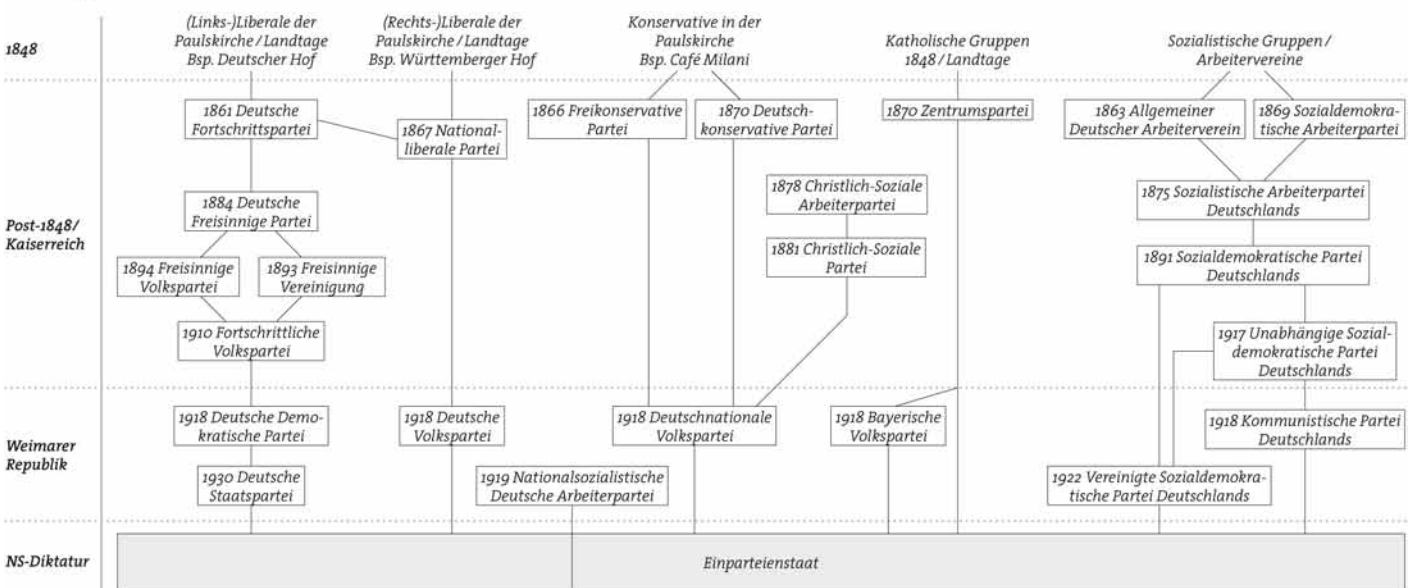 1848
(Links-)Liberale der
Paulskirche / Landtage
Bsp. Deutscher Hof
(Rechts-)Liberale der
Paulskirche / Landtage
Bsp. Württemberger Hof
Konservative in der
Paulskirche
Bsp. Café Milani
Katholische Gruppen
1848 / Landtage
Sozialistische Gruppen /
Arbeitervereine
Post-1848/
Kaiserreich
1861 Deutsche
Fortschrittspartei
1867 National-
liberale Partei
1866 Freikonservative
Partei
1870 Deutsch-
konservative Partei
1870 Zentrumspartei
1863 Allgemeiner
Deutscher Arbeiterverein
1869 Sozialdemokra-
tische Arbeiterpartei
1884 Deutsche
Freisinnige Partei
1878 Christlich-Soziale
Arbeiterpartei
1875 Sozialistische Arbeiterpartei
Deutschlands
1894 Freisinnige
Volkspartei
1893 Freisinnige
Vereinigung
1881 Christlich-Soziale
Partei
1891 Sozialdemokratische Partei
Deutschlands
1910 Fortschrittliche
Volkspartei
1917 Unabhängige Sozial-
demokratische Partei
Deutschlands
Weimarer
Republik
1918 Deutsche Demo-
kratische Partei
1918 Deutsche
Volkspartei
1918 Deutschnationale
Volkspartei
1918 Bayerische
Volkspartei
1918 Kommunistische Partei
Deutschlands
1930 Deutsche
Staatspartei
1919 Nationalsozialistische
Deutsche Arbeiterpartei
1922 Vereinigte Sozialdemokra-
tische Partei Deutschlands
NS-Diktatur
Einparteienstaat